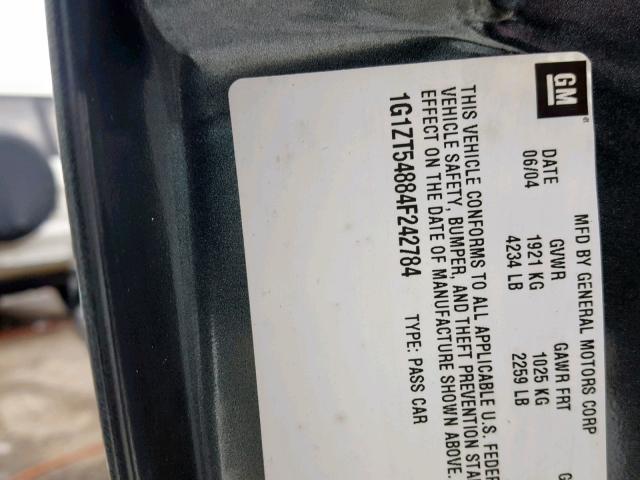 GM
MFD BY GENERAL MOTORS CORP
DATE GVWR GAWR FRT
06/04 1921 KG 1025 KG
4234 LB 2259 LB
THIS VEHICLE CONFORMS TO ALL APPLICABLE U.S. FEDER
VEHICLE SAFETY, BUMPER, AND THEFT PREVENTION STA
EFFECT ON THE DATE OF MANUFACTURE SHOWN ABOVE.
1G1ZT54884F242784 TYPE: PASS CAR